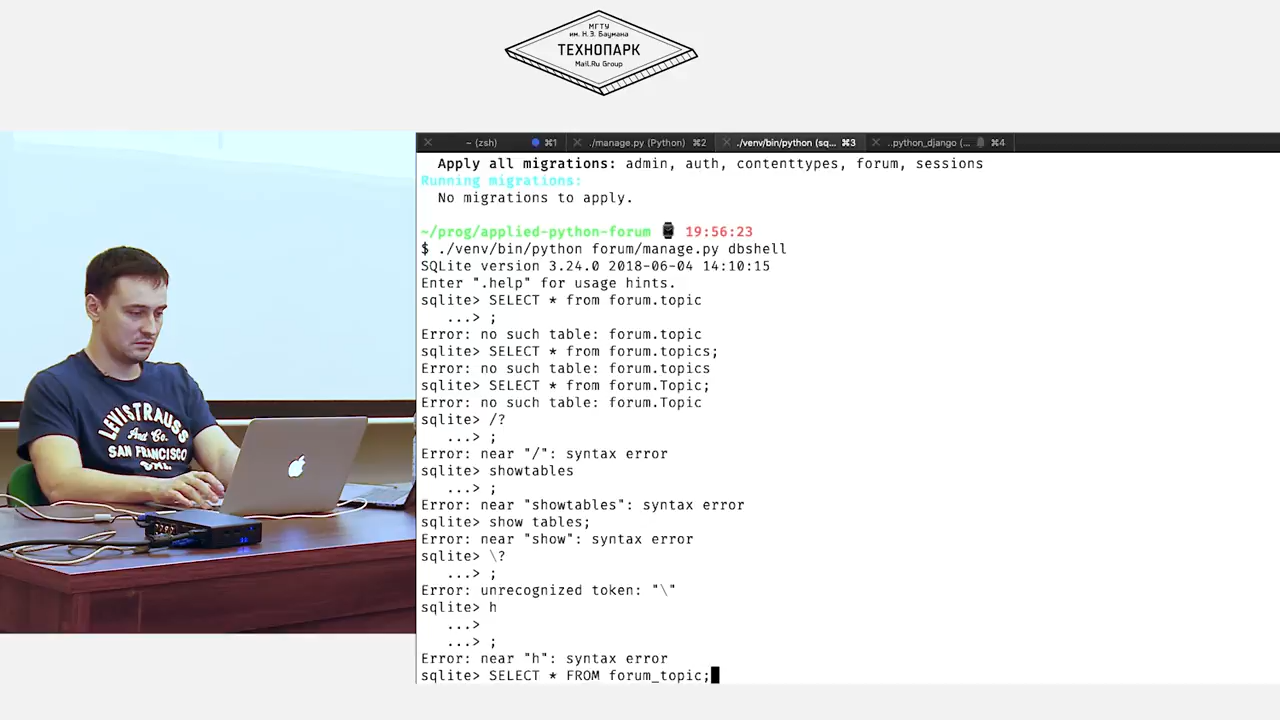 МГТУ
им. Н.Э. Баумана
ТЕХНОПАРК
Mail.Ru Group
– (zsh) ⌘1 ./manage.py (Python) ⌘2 ./venv/bin/python (sq... ⌘3 ..python_django (... ⌘4
Apply all migrations: admin, auth, contenttypes, forum, sessions
Running migrations:
No migrations to apply.
~/prog/applied-python-forum 19:56:23
$ ./venv/bin/python forum/manage.py dbshell
SQLite version 3.24.0 2018-06-04 14:10:15
Enter ".help" for usage hints.
sqlite> SELECT * from forum.topic
...> ;
Error: no such table: forum.topic
sqlite> SELECT * from forum.topics;
Error: no such table: forum.topics
sqlite> SELECT * from forum.Topic;
Error: no such table: forum.Topic
sqlite> /?
...> ;
Error: near "/": syntax error
sqlite> showtables
...> ;
Error: near "showtables": syntax error
sqlite> show tables;
Error: near "show": syntax error
sqlite> \?
...> ;
Error: unrecognized token: "\"
sqlite> h
...>
...> ;
Error: near "h": syntax error
sqlite> SELECT * FROM forum_topic;
LEVI STRAUSS
And Co.
SAN FRANCISCO